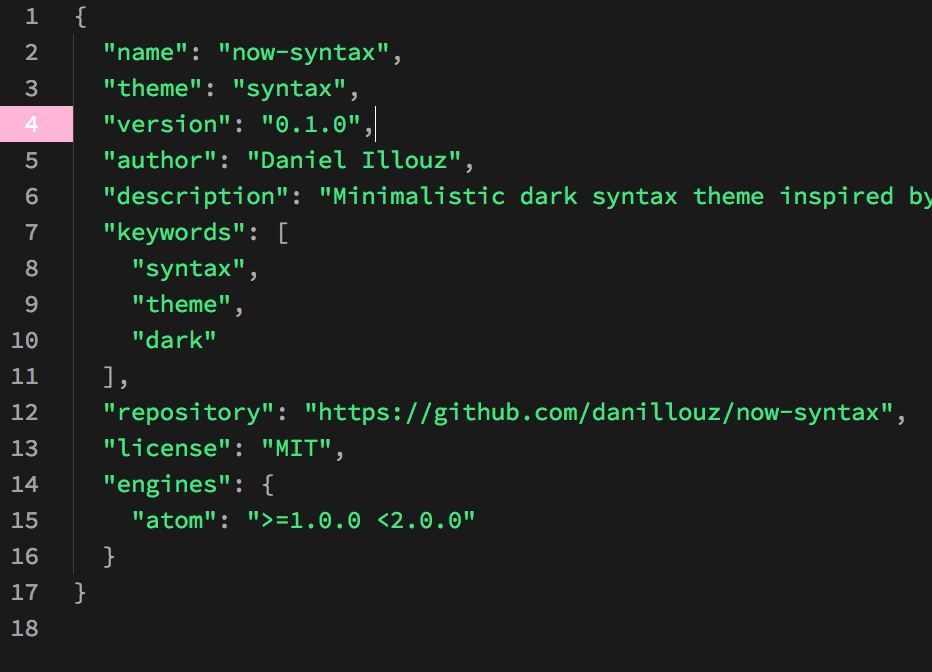 1 {
2 "name": "now-syntax",
3 "theme": "syntax",
4 "version": "0.1.0",
5 "author": "Daniel Illouz",
6 "description": "Minimalistic dark syntax theme inspired by
7 "keywords": [
8 "syntax",
9 "theme",
10 "dark"
11 ],
12 "repository": "https://github.com/danillouz/now-syntax",
13 "license": "MIT",
14 "engines": {
15 "atom": ">=1.0.0 <2.0.0"
16 }
17 }
18